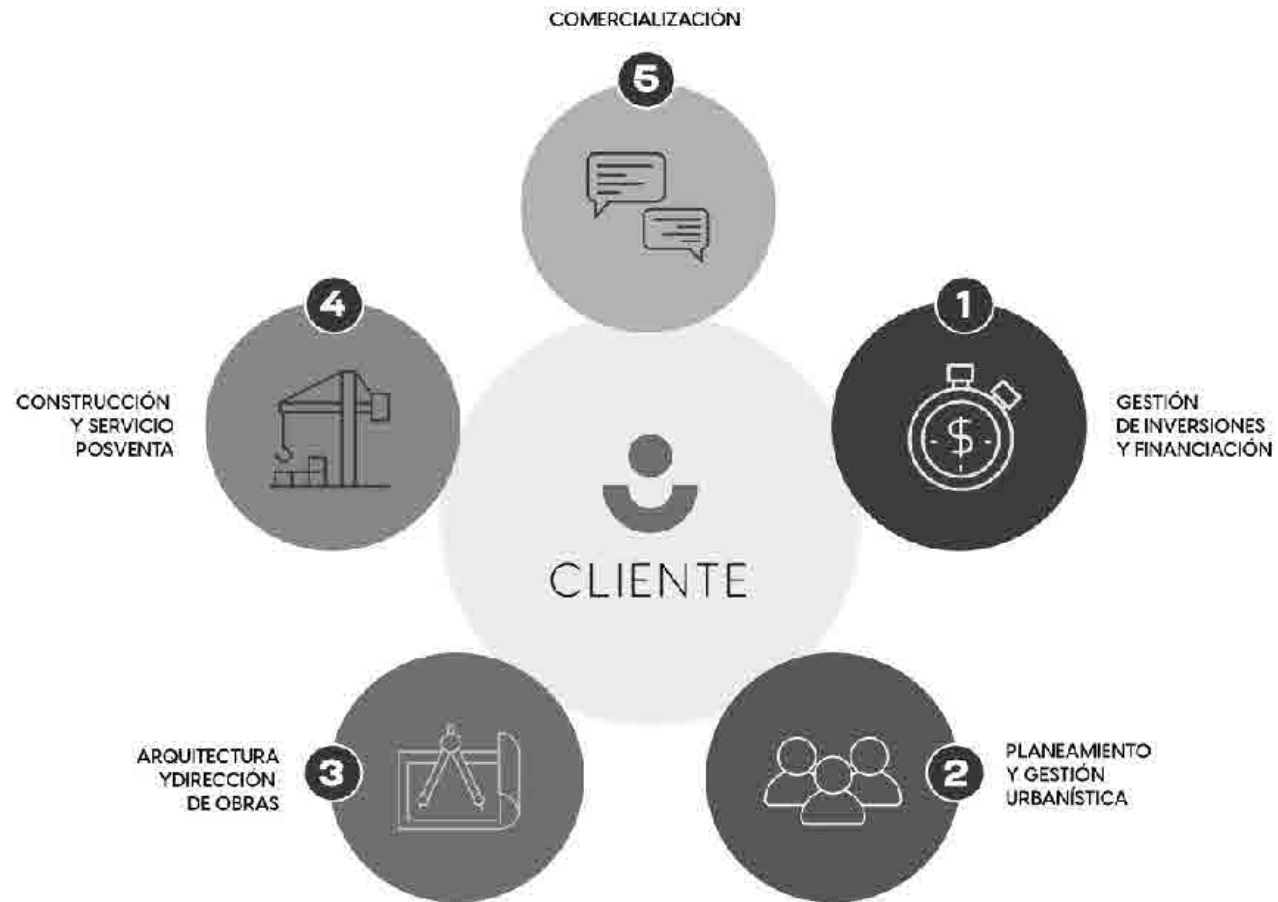 COMERCIALIZACIÓN
5
4
CONSTRUCCIÓN
Y SERVICIO
POSVENTA
1
$
GESTIÓN
DE INVERSIONES
Y FINANCIACIÓN
CLIENTE
ARQUITECTURA
YDIRECCIÓN
DE OBRAS
3
2
PLANEAMIENTO
Y GESTIÓN
URBANÍSTICA